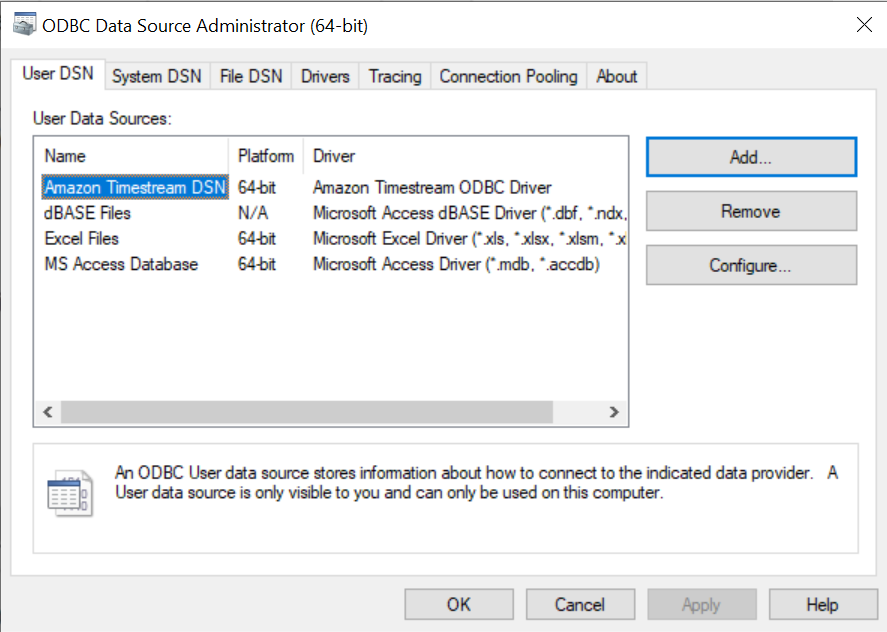 ODBC Data Source Administrator (64-bit)
User DSN System DSN File DSN Drivers Tracing Connection Pooling About
User Data Sources:
Name Platform Driver
Amazon Timestream DSN 64-bit Amazon Timestream ODBC Driver
dBASE Files N/A Microsoft Access dBASE Driver (*.dbf, *.ndx,
Excel Files 64-bit Microsoft Excel Driver (*.xls, *.xlsx, *.xlsm, *.x
MS Access Database 64-bit Microsoft Access Driver (*.mdb, *.accdb)
Add...
Remove
Configure...
An ODBC User data source stores information about how to connect to the indicated data provider. A
User data source is only visible to you and can only be used on this computer.
OK Cancel Apply Help